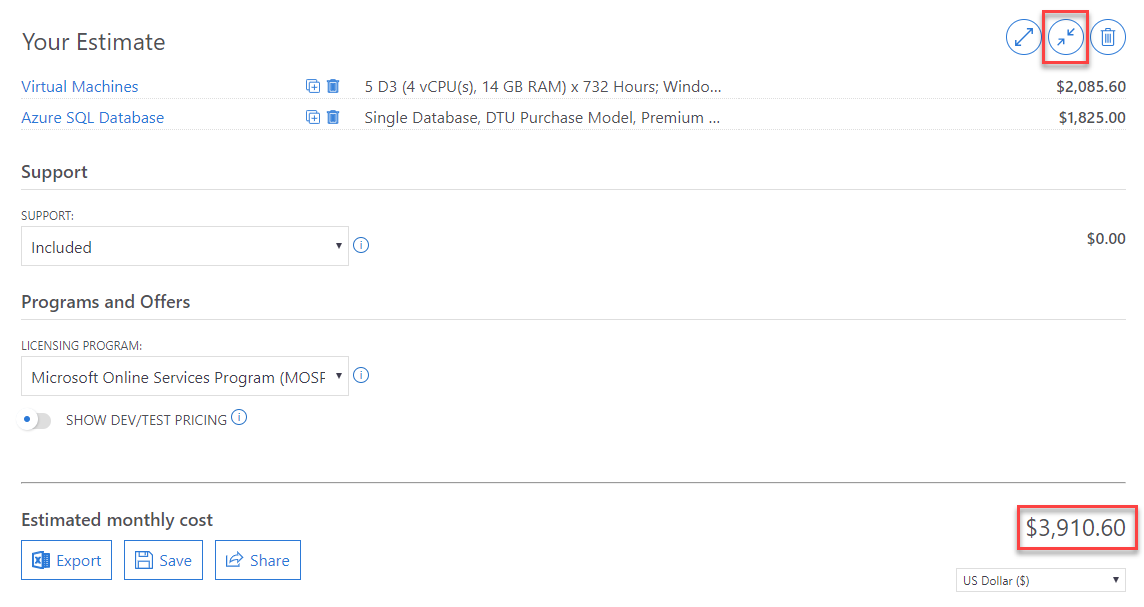 Your Estimate
Virtual Machines 5 D3 (4 vCPU(s), 14 GB RAM) x 732 Hours; Windo... $2,085.60
Azure SQL Database Single Database, DTU Purchase Model, Premium ... $1,825.00
Support
SUPPORT:
Included $0.00
Programs and Offers
LICENSING PROGRAM:
Microsoft Online Services Program (MOSP
SHOW DEV/TEST PRICING
Estimated monthly cost $3,910.60
Export Save Share
US Dollar ($)